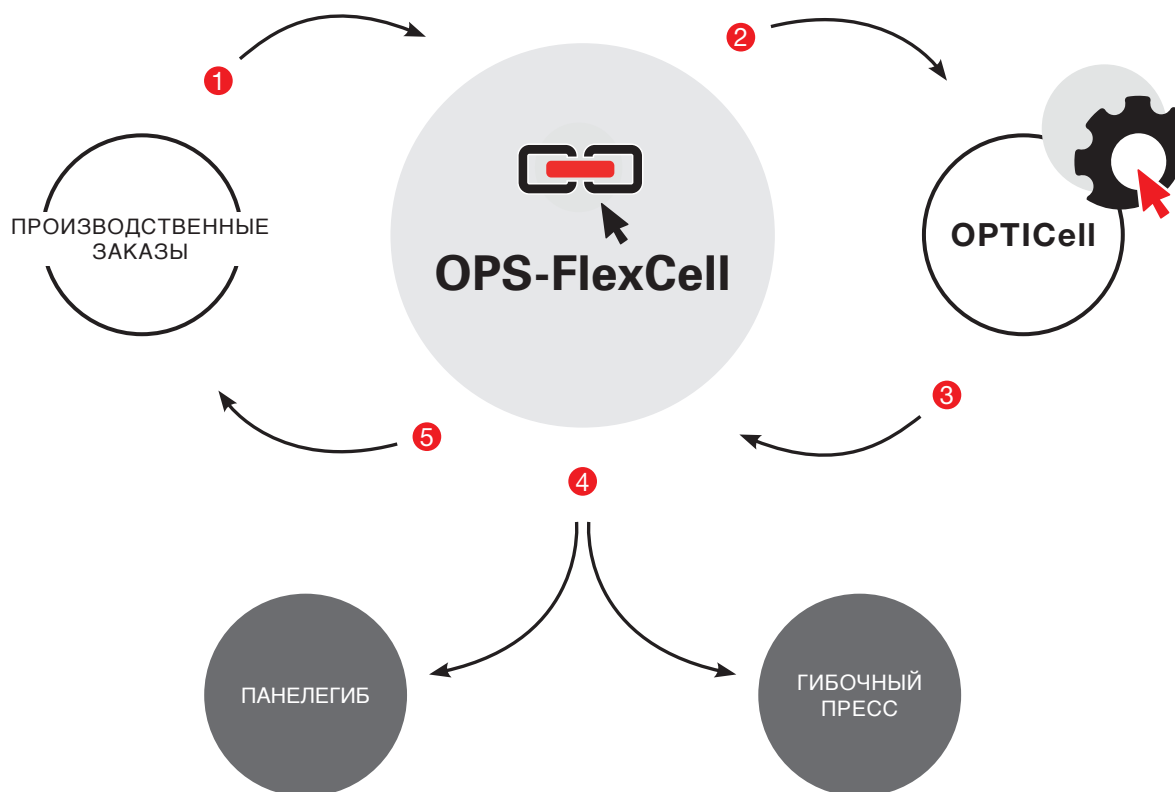 1
2
ПРОИЗВОДСТВЕННЫЕ
ЗАКАЗЫ
OPS-FlexCell
OPTICell
3
5
4
ПАНЕЛЕГИБ
ГИБОЧНЫЙ
ПРЕСС